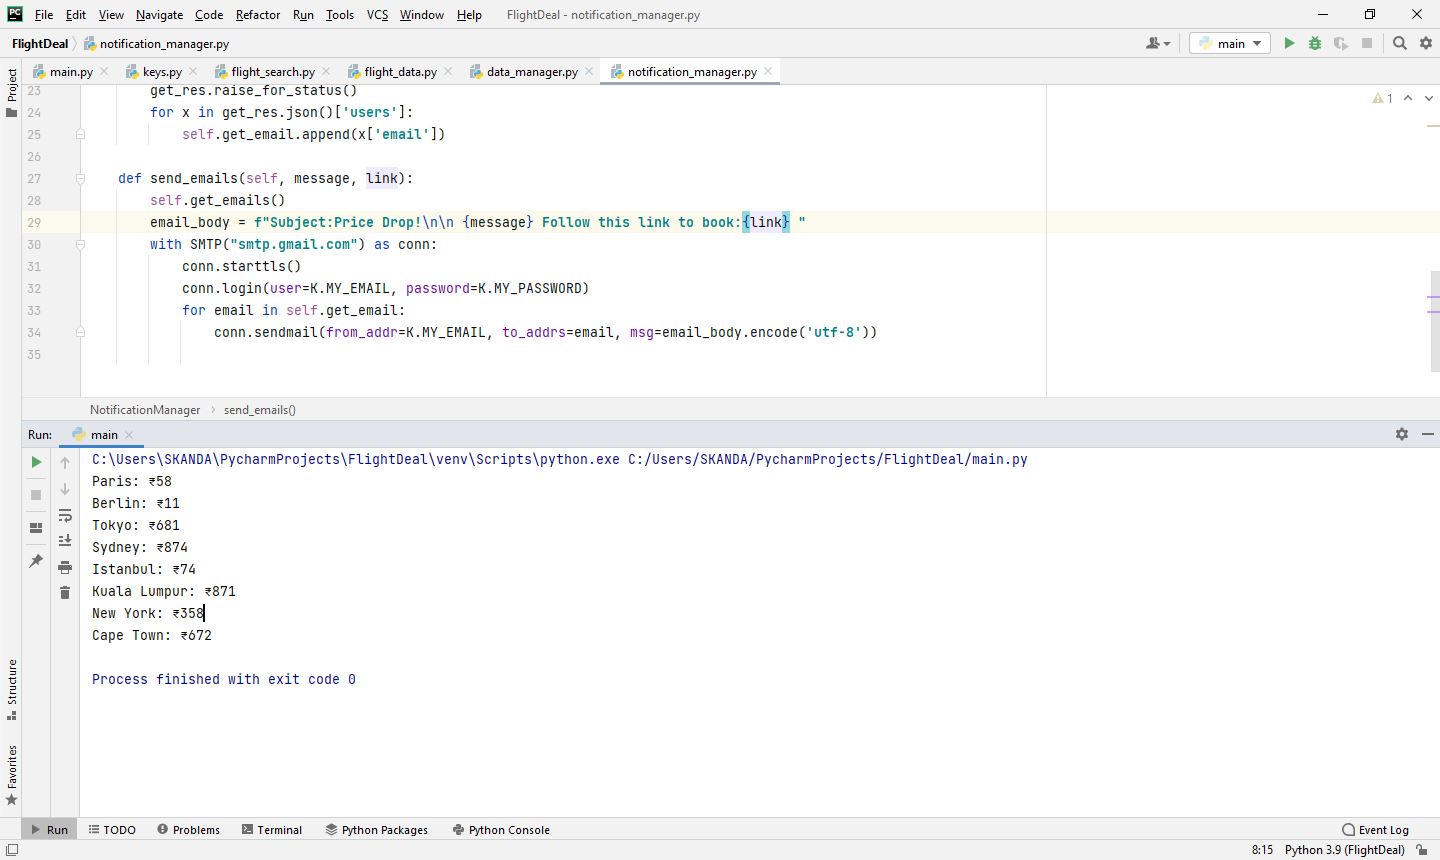 File Edit View Navigate Code Refactor Run Tools VCS Window Help FlightDeal - notification_manager.py
FlightDeal notification_manager.py main
main.py keys.py flight_search.py flight_data.py data_manager.py notification_manager.py
Project
23 get_res.raise_for_status()
1
24 for x in get_res.json()['users']:
25 self.get_email.append(x['email'])
26
27 def send_emails(self, message, link):
28 self.get_emails()
29 email_body = f"Subject:Price Drop!\n\n {message} Follow this link to book:{link} "
30 with SMTP("smtp.gmail.com") as conn:
31 conn.starttls()
32 conn.login(user=K.MY_EMAIL, password=K.MY_PASSWORD)
33 for email in self.get_email:
34 conn.sendmail(from_addr=K.MY_EMAIL, to_addrs=email, msg=email_body.encode('utf-8'))
35
NotificationManager send_emails()
Run: main
C:\Users\SKANDA\PycharmProjects\FlightDeal\venv\Scripts\python.exe C:/Users/SKANDA/PycharmProjects/FlightDeal/main.py
Paris: ₹58
Berlin: ₹11
Tokyo: ₹681
Sydney: ₹874
Istanbul: ₹74
Kuala Lumpur: ₹871
New York: ₹358
Cape Town: ₹672
Process finished with exit code 0
Structure
Favorites
Run TODO Problems Terminal Python Packages Python Console Event Log
8:15 Python 3.9 (FlightDeal)